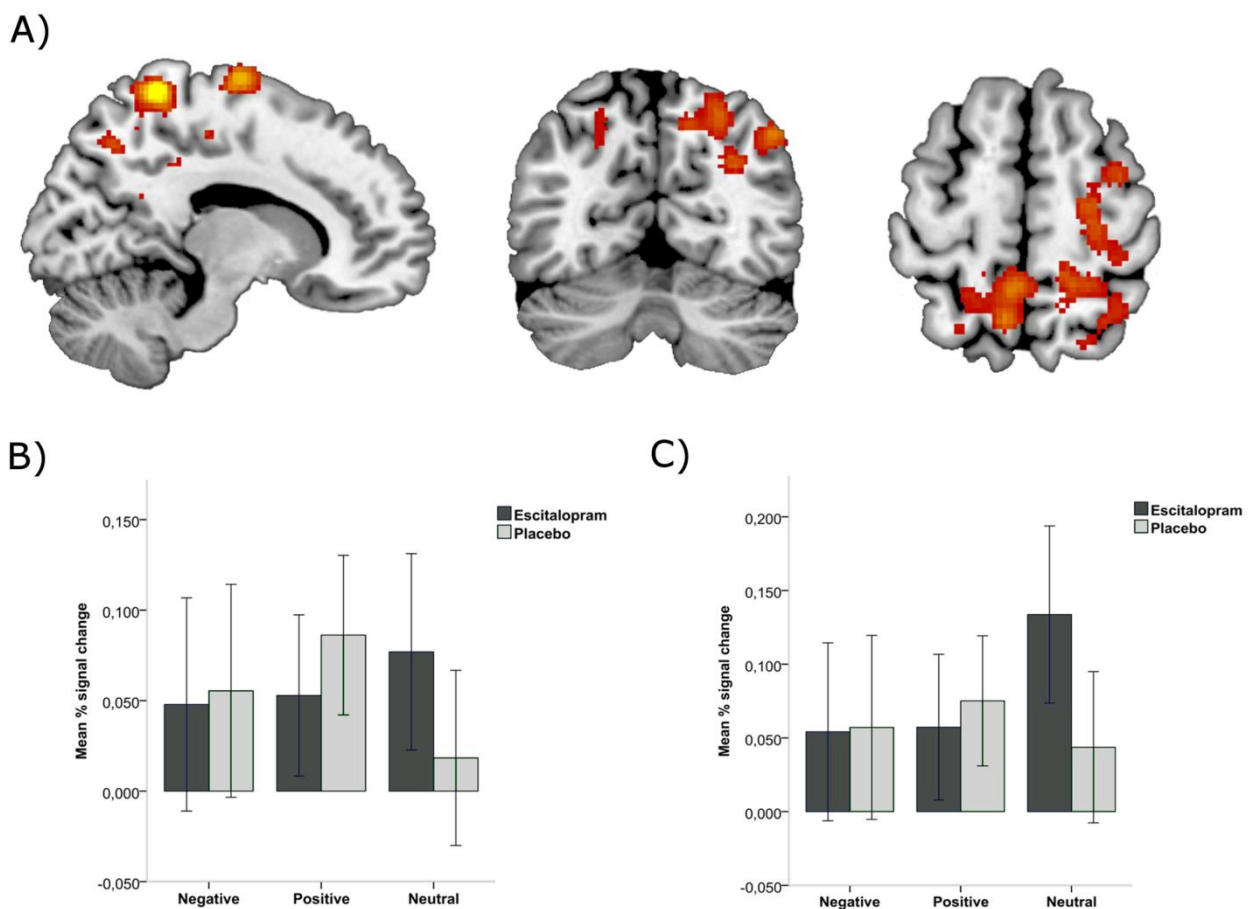 A)
B)
Mean % signal change
0,150
0,100
0,050
0,000
-0,050
Negative
Positive
Neutral
Escitalopram
Placebo
C)
Mean % signal change
0,200
0,150
0,100
0,050
0,000
-0,050
Negative
Positive
Neutral
Escitalopram
Placebo